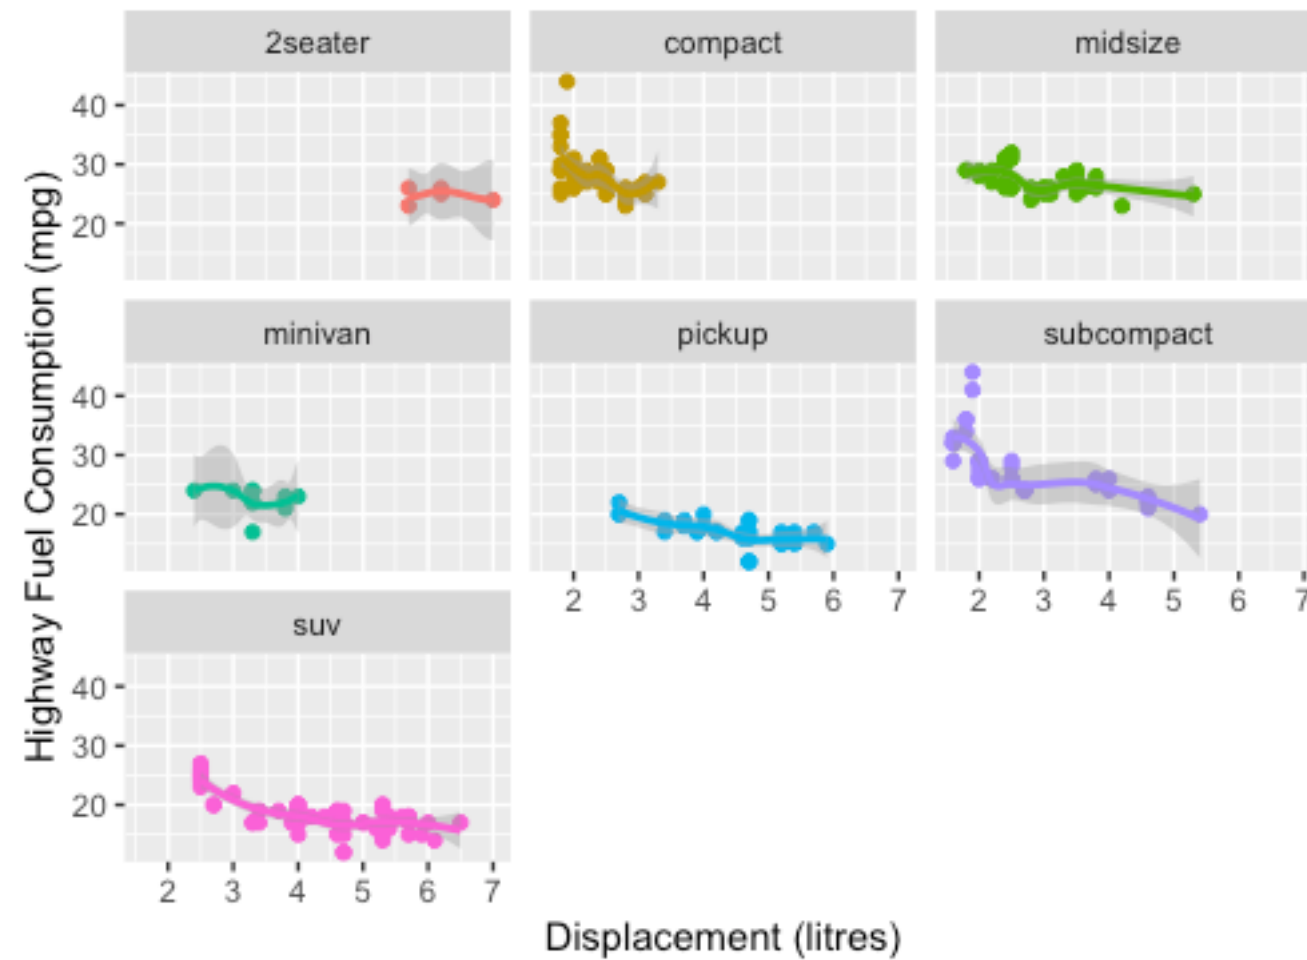 2seater
compact
midsize
40
30
20
minivan
pickup
subcompact
40
30
20
2 3 4 5 6 7
2 3 4 5 6 7
suv
40
30
20
2 3 4 5 6 7
Highway Fuel Consumption (mpg)
Displacement (litres)